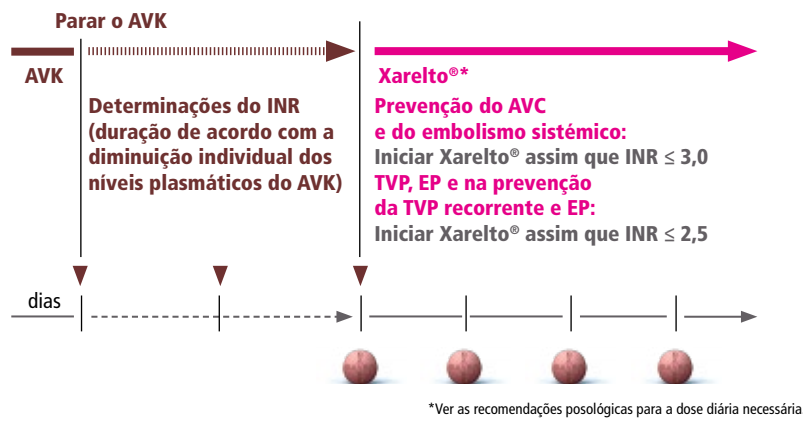 Parar o AVK
AVK
Determinações do INR
(duração de acordo com a
diminuição individual dos
níveis plasmáticos do AVK)
Xarelto®*
Prevenção do AVC
e do embolismo sistémico:
Iniciar Xarelto® assim que INR ≤ 3,0
TVP, EP e na prevenção
da TVP recorrente e EP:
Iniciar Xarelto® assim que INR ≤ 2,5
dias
*Ver as recomendações posológicas para a dose diária necessária